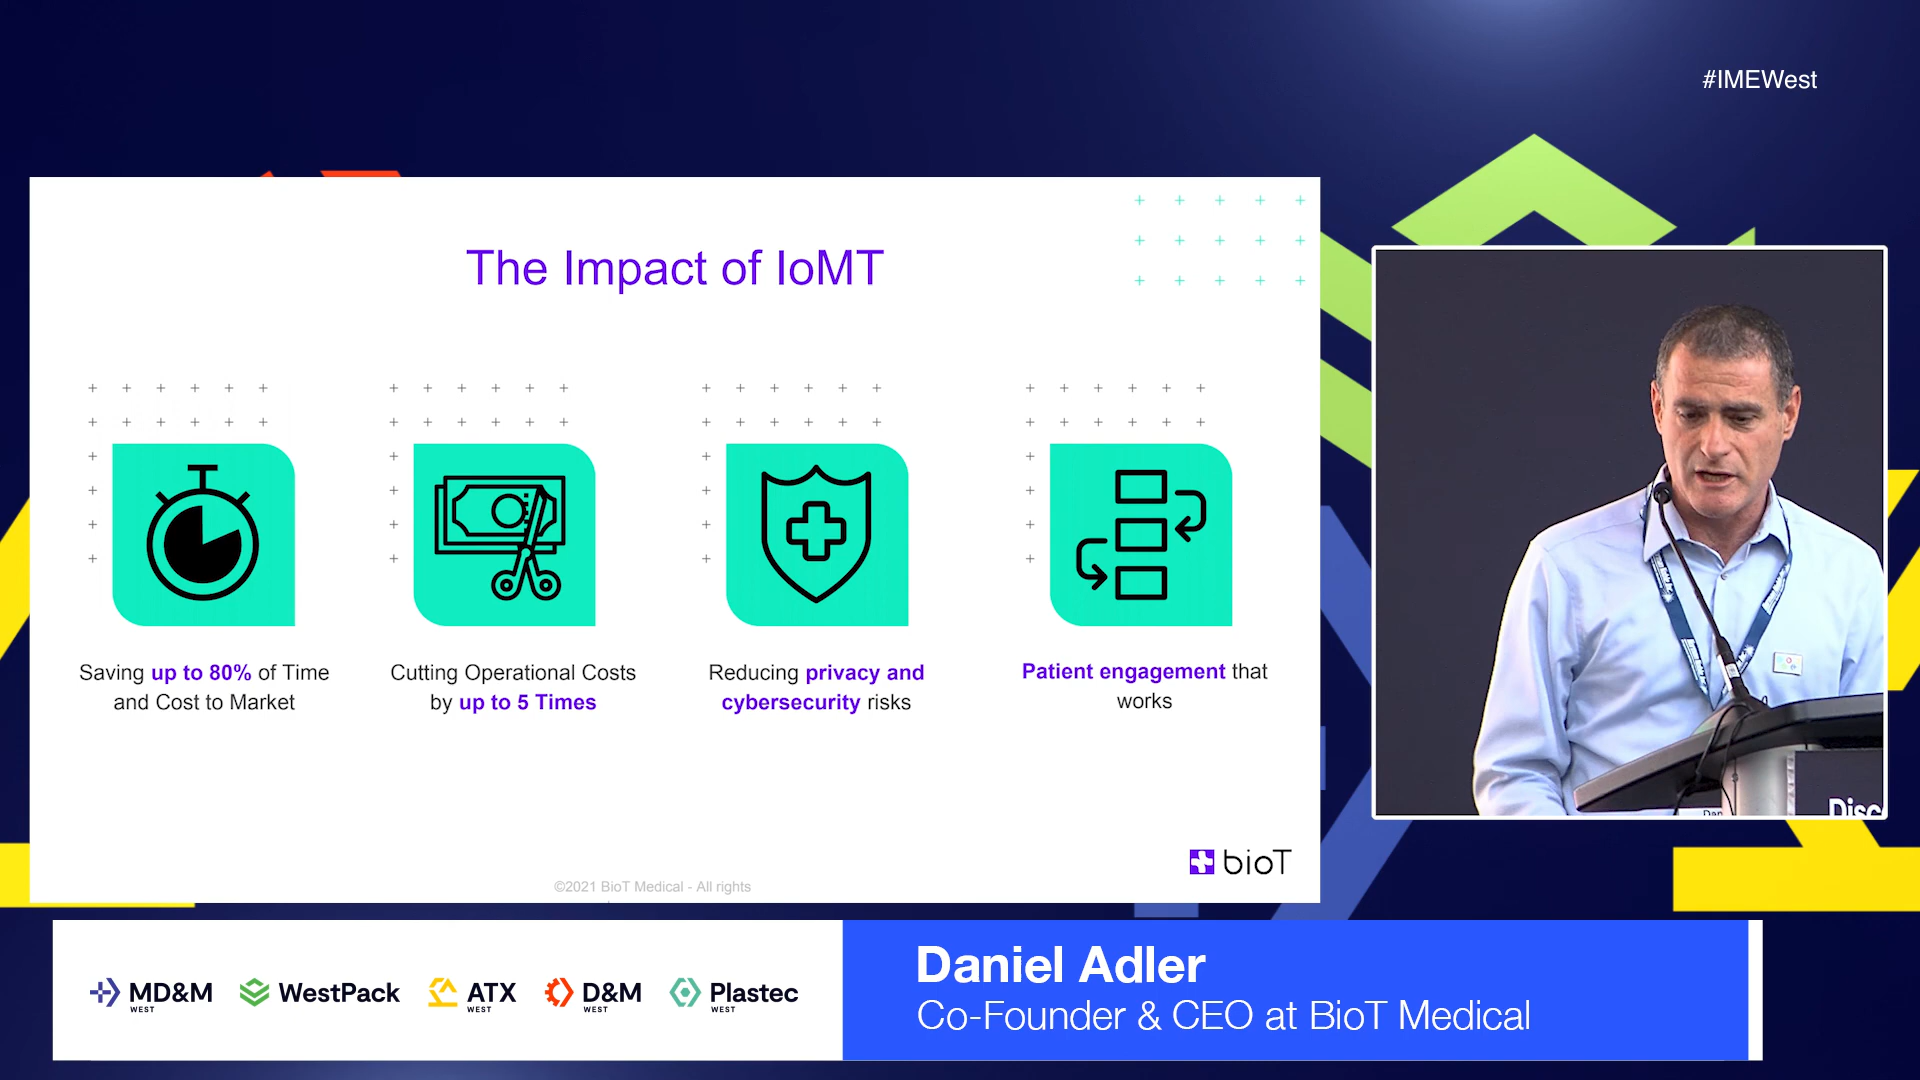 #IMEWest
The Impact of IoMT
Saving up to 80% of Time
and Cost to Market
Cutting Operational Costs
by up to 5 Times
Reducing privacy and
cybersecurity risks
Patient engagement that
works
bioT
©2021 BioT Medical - All rights
Disc
MD&M
WEST
WestPack
ATX
WEST
D&M
WEST
Plastec
WEST
Daniel Adler
Co-Founder & CEO at BioT Medical